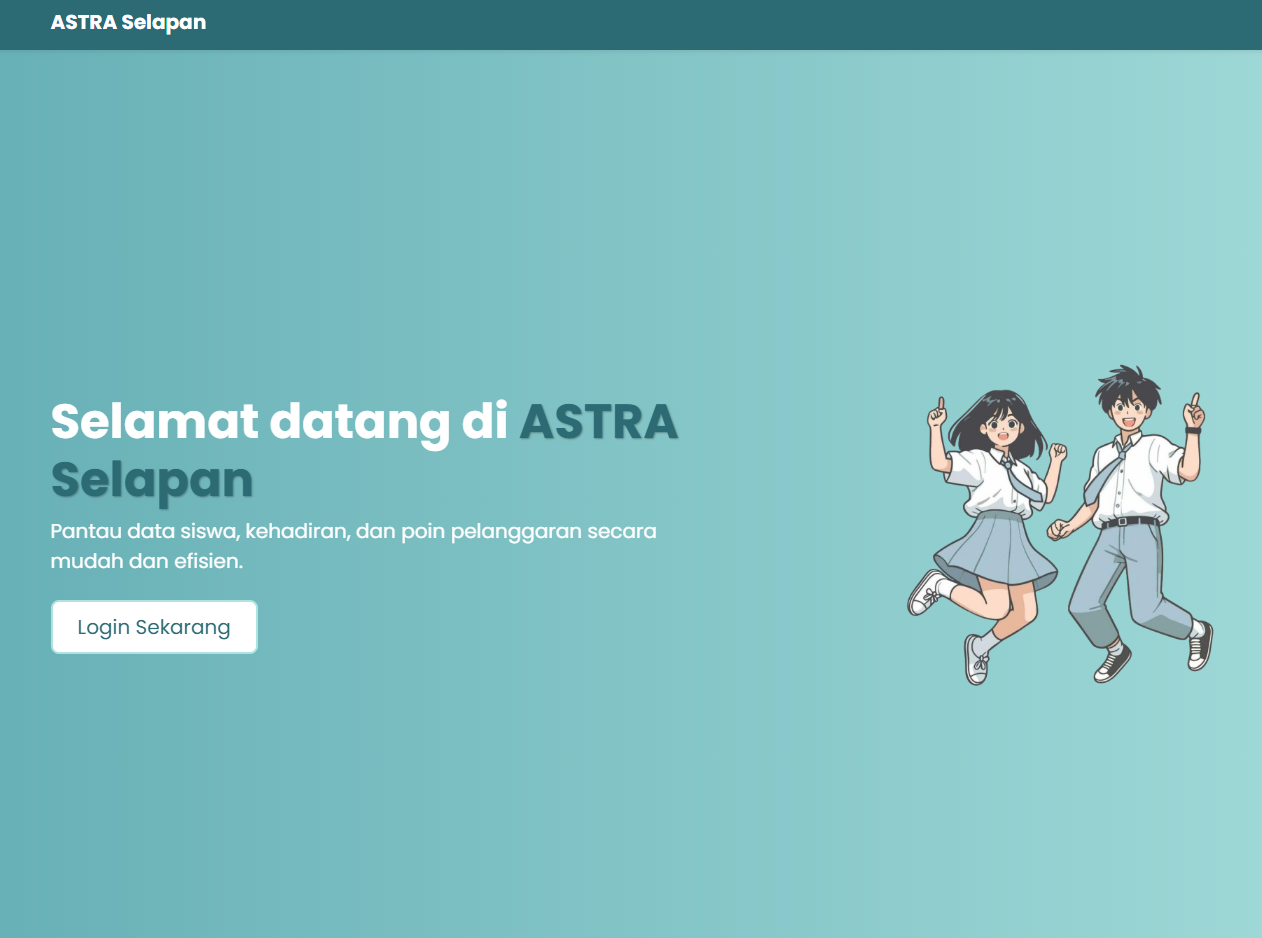 ASTRA Selapan
Selamat datang di ASTRA
Selapan
Pantau data siswa, kehadiran, dan poin pelanggaran secara
mudah dan efisien.
Login Sekarang